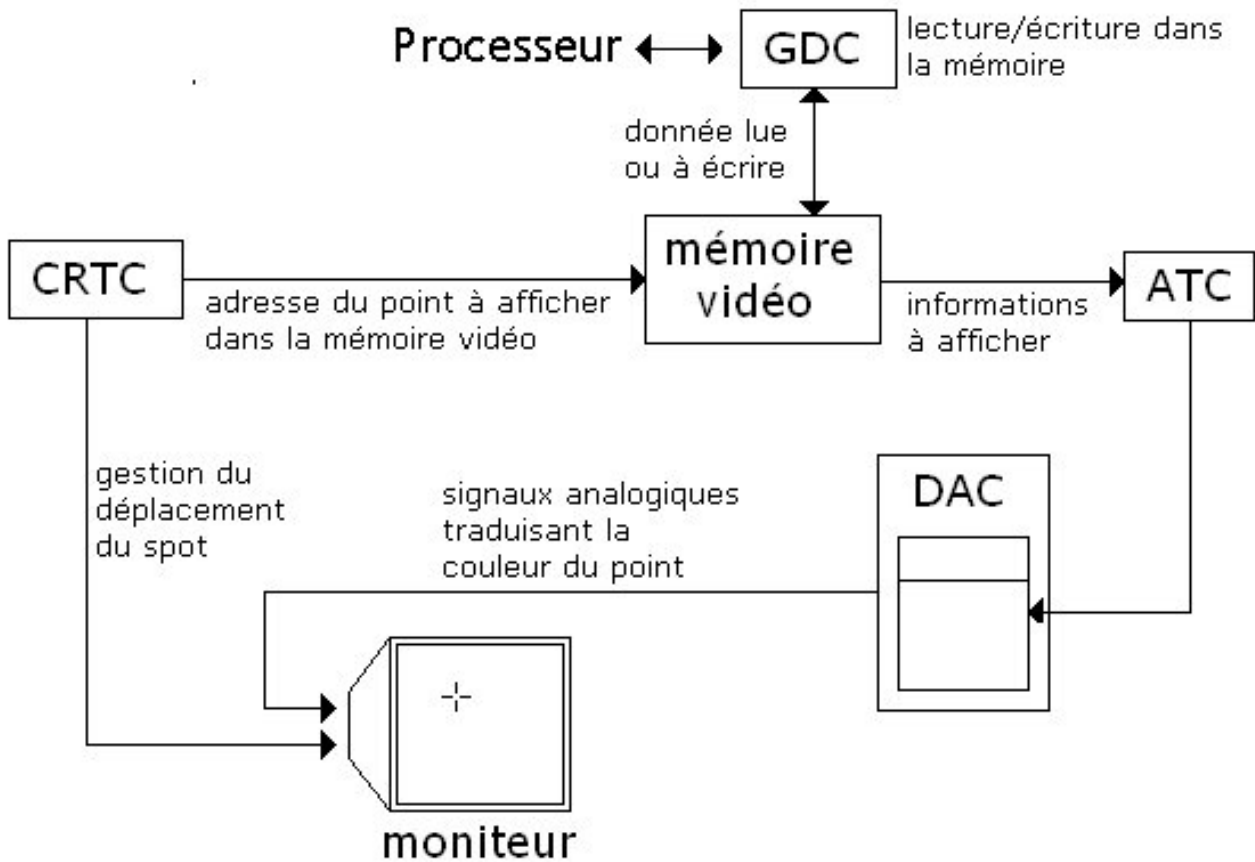 Processeur
GDC
lecture/écriture dans
la mémoire
donnée lue
ou à écrire
CRTC
adresse du point à afficher
dans la mémoire vidéo
mémoire
vidéo
informations
à afficher
ATC
gestion du
déplacement
du spot
signaux analogiques
traduisant la
couleur du point
DAC
moniteur